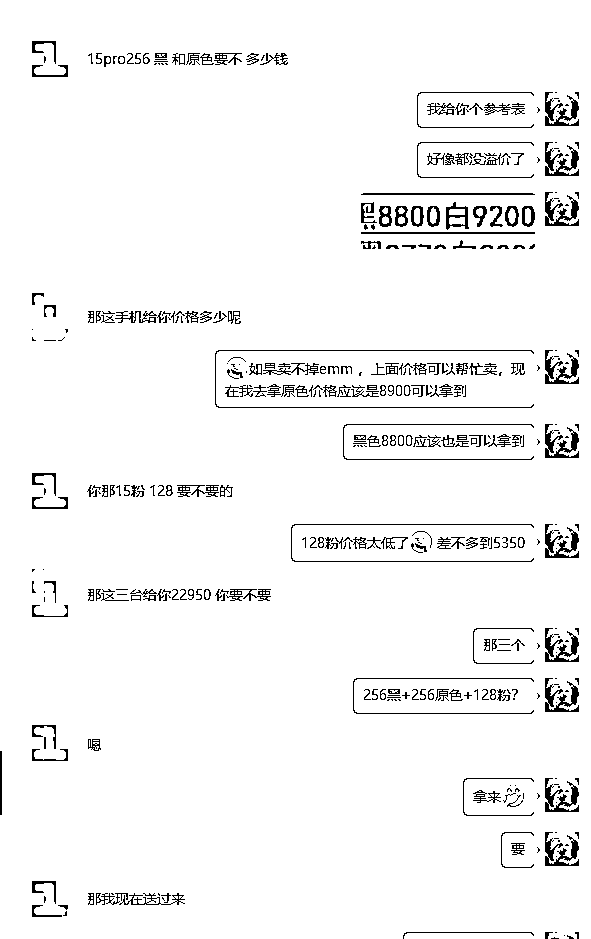 15pro256 黑 和原色要不 多少钱
我给你个参考表
好像都没溢价了
8800白9200
那这手机给你价格多少呢
如果卖不掉emm ，上面价格可以帮忙卖，现
在我去拿原色价格应该是8900可以拿到
黑色8800应该也是可以拿到
你那15粉 128 要不要的
128粉价格太低了 差不多到5350
那这三台给你22950 你要不要
那三个
256黑+256原色+128粉？
嗯
拿来
要
那我现在送过来